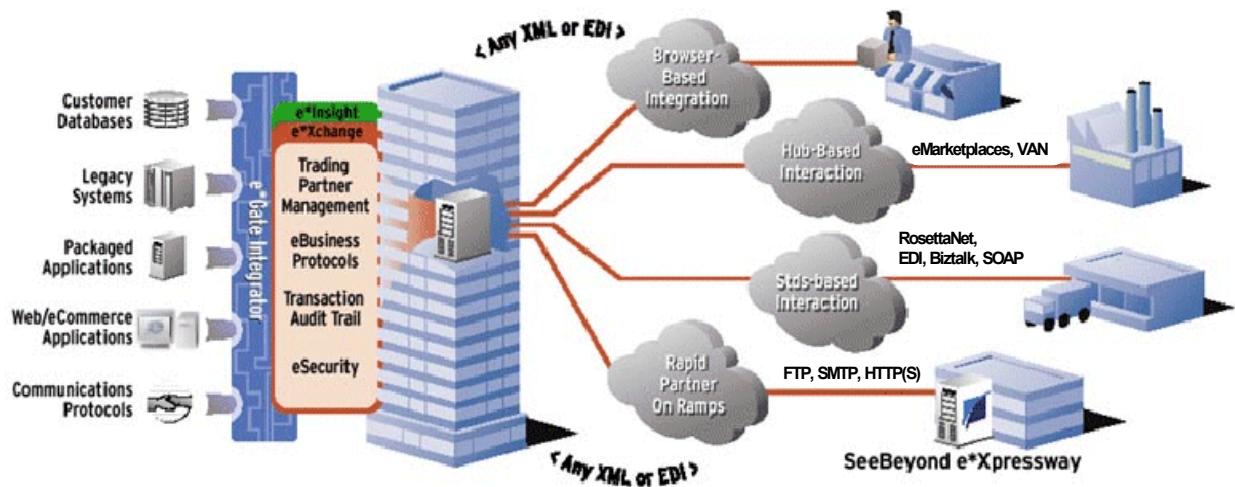 < Any XML or EDI >
Customer
Databases
Legacy
Systems
Packaged
Applications
Web/eCommerce
Applications
Communications
Protocols
e*Gate Integrator
e*Insight
e*Xchange
Trading
Partner
Management
eBusiness
Protocols
Transaction
Audit Trail
eSecurity
Browser-
Based
Integration
Hub-Based
Interaction
eMarketplaces, VAN
Stds-based
Interaction
RosettaNet,
EDI, Biztalk, SOAP
Rapid
Partner
On Ramps
FTP, SMTP, HTTP(S)
SeeBeyond e*Xpressway
< Any XML or EDI >